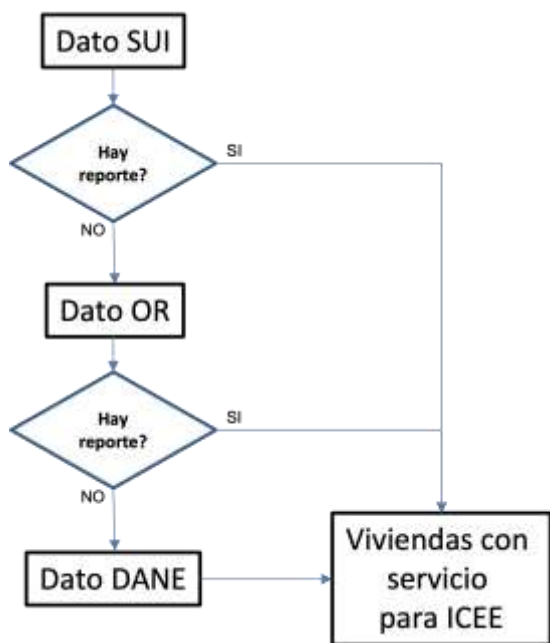 Dato SUI
Hay
reporte?
SI
NO
Dato OR
Hay
reporte?
SI
NO
Dato DANE
Viviendas con
servicio
para ICEE